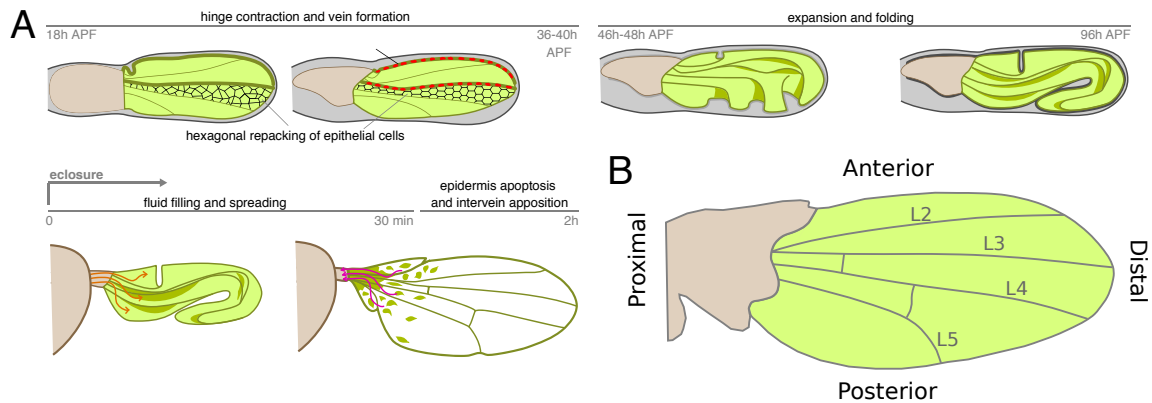 A
hinge contraction and vein formation
18h APF
36-40h
APF
hexagonal repacking of epithelial cells
expansion and folding
46h-48h APF
96h APF
eclosure
fluid filling and spreading
0
30 min
epidermis apoptosis
and intervein apposition
2h
B
Anterior
Proximal
Distal
L2
L3
L4
L5
Posterior